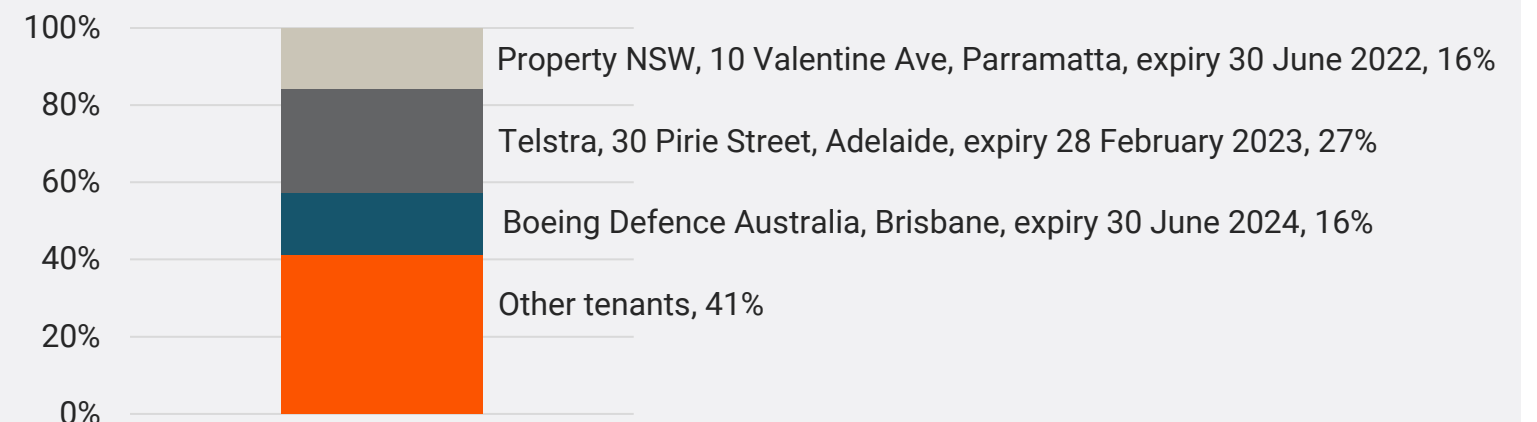 100%
Property NSW, 10 Valentine Ave, Parramatta, expiry 30 June 2022, 16%
80%
Telstra, 30 Pirie Street, Adelaide, expiry 28 February 2023, 27%
60%
Boeing Defence Australia, Brisbane, expiry 30 June 2024, 16%
40%
Other tenants, 41%
20%
0%